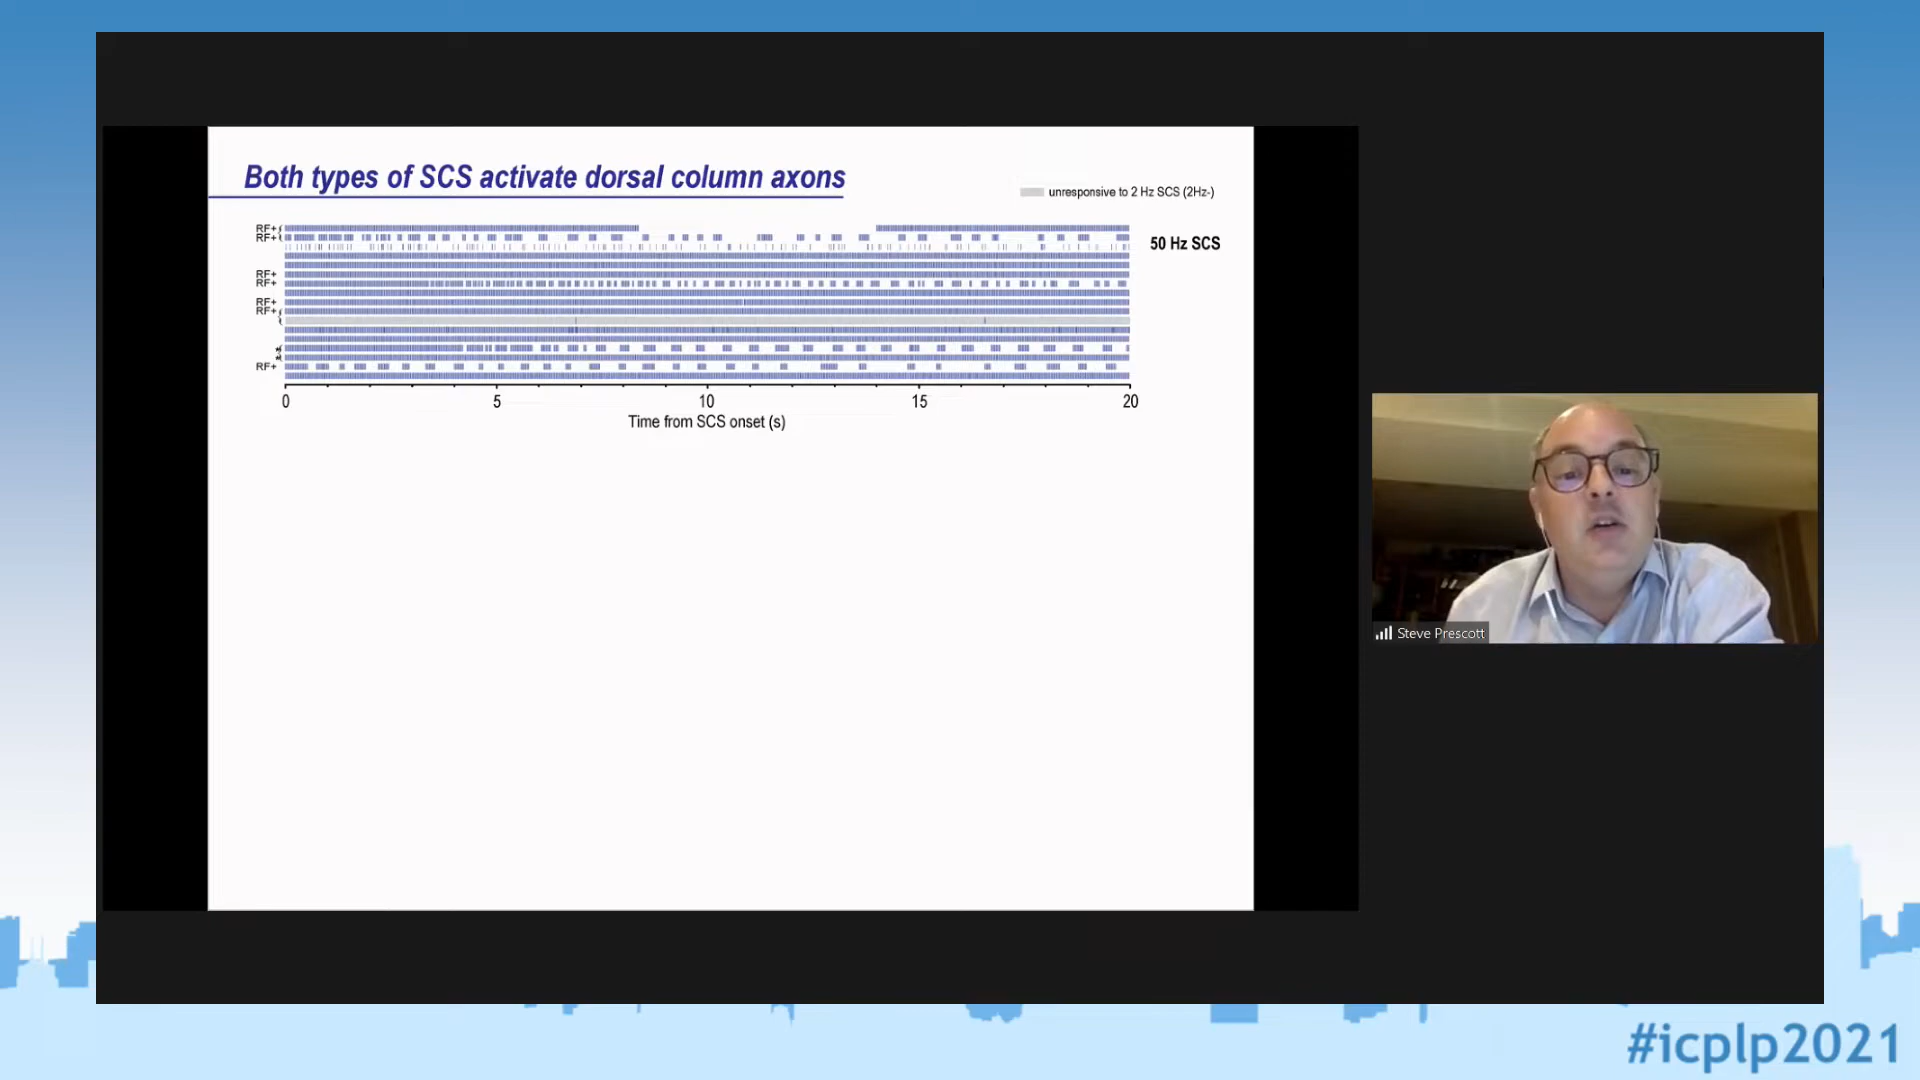 Both types of SCS activate dorsal column axons
unresponsive to 2 Hz SCS (2Hz-)
RF+
RF+
50 Hz SCS
RF+
RF+
RF+
RF+
RF+
0 5 10 15 20
Time from SCS onset (s)
Steve Prescott
#icplp2021